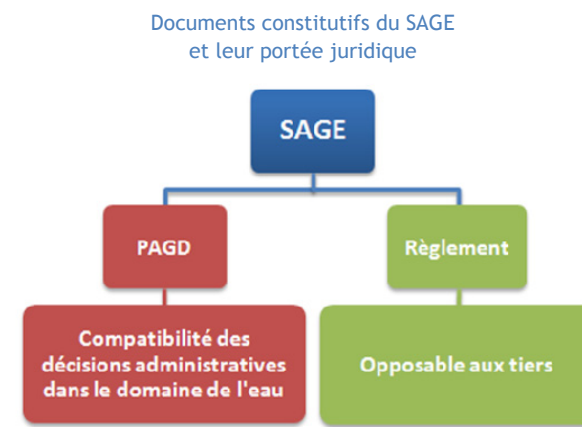 Documents constitutifs du SAGE
et leur portée juridique
SAGE
PAGD
Règlement
Compatibilité des
décisions administratives
dans le domaine de l'eau
Opposable aux tiers